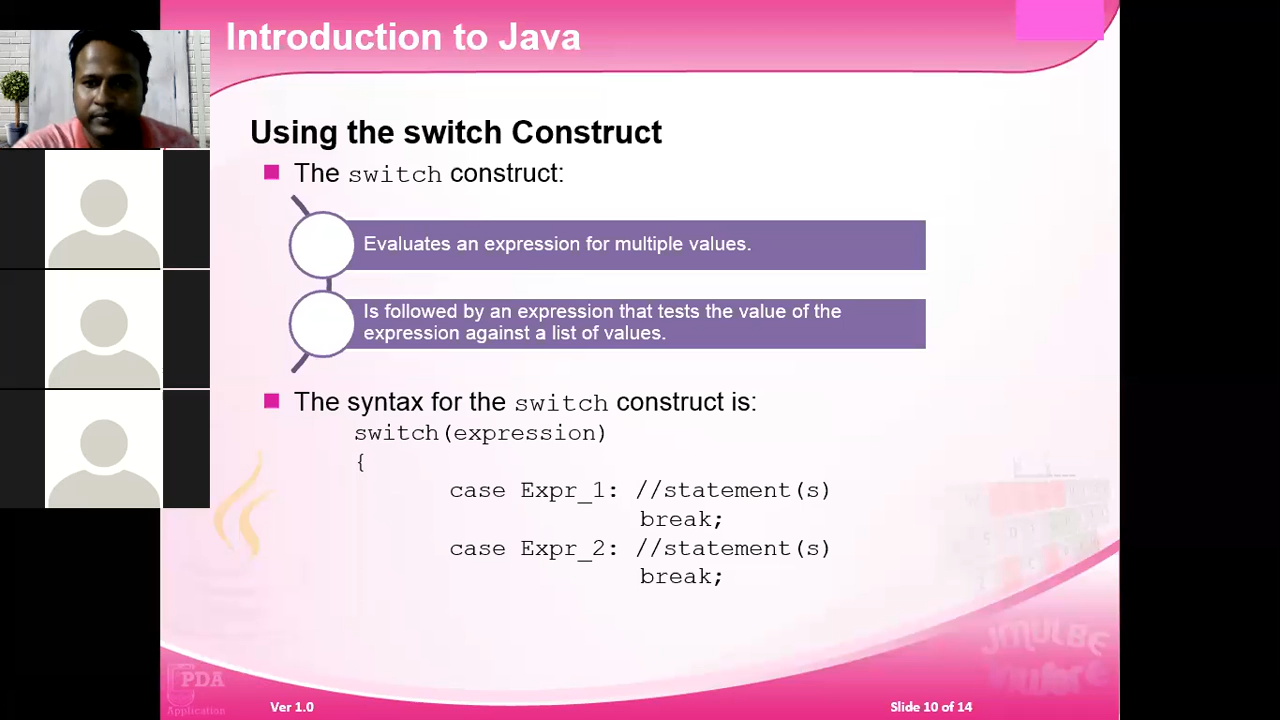 Introduction to Java
Using the switch Construct
The switch construct:
Evaluates an expression for multiple values.
Is followed by an expression that tests the value of the
expression against a list of values.
The syntax for the switch construct is:
switch(expression)
{
case Expr_1: //statement(s)
break;
case Expr_2: //statement(s)
break;
JMULBE
PDA
Application
Ver 1.0
Slide 10 of 14